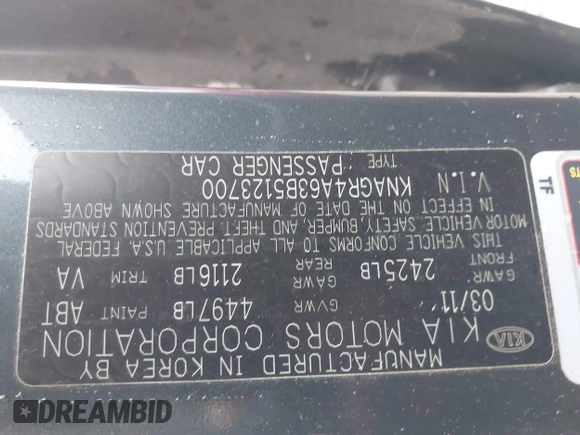 MANUFACTURED IN KOREA BY
KIA KIA MOTORS CORPORATION
03/11 GVWR 4497LB PAINT ABT
GAWR FRONT 2425LB GAWR REAR 2116LB TRIM VA
THIS VEHICLE CONFORMS TO ALL APPLICABLE U.S.A. FEDERAL
MOTOR VEHICLE SAFETY, BUMPER, AND THEFT PREVENTION STANDARDS
IN EFFECT ON THE DATE OF MANUFACTURE SHOWN ABOVE
V.I.N TYPE:
KNAGR4A63B5123700 PASSENGER CAR
TF
DREAMBID